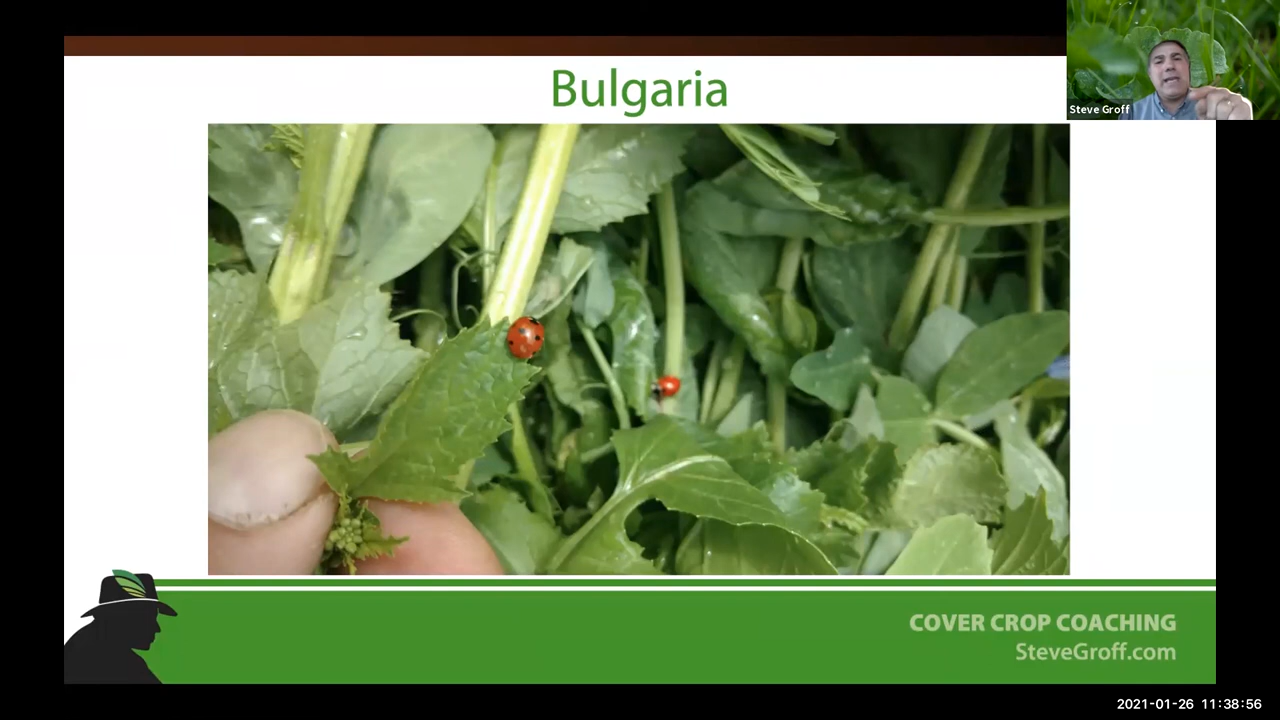 Bulgaria
Steve Groff
COVER CROP COACHING
SteveGroff.com
2021-01-26 11:38:56